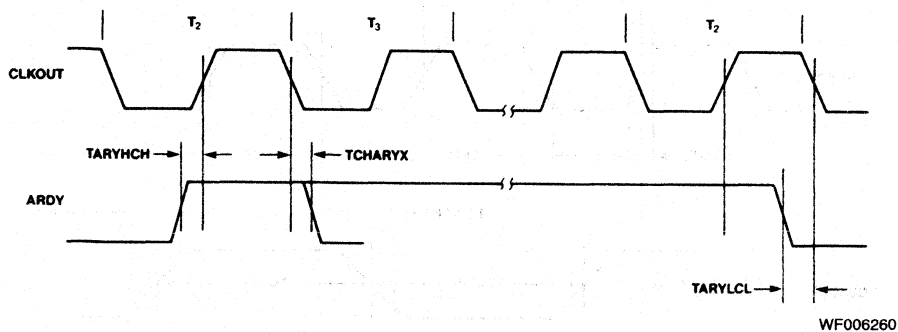 T2
T3
T2
CLKOUT
TARYHCH
TCHARYX
ARDY
TARYLCL
WF006260